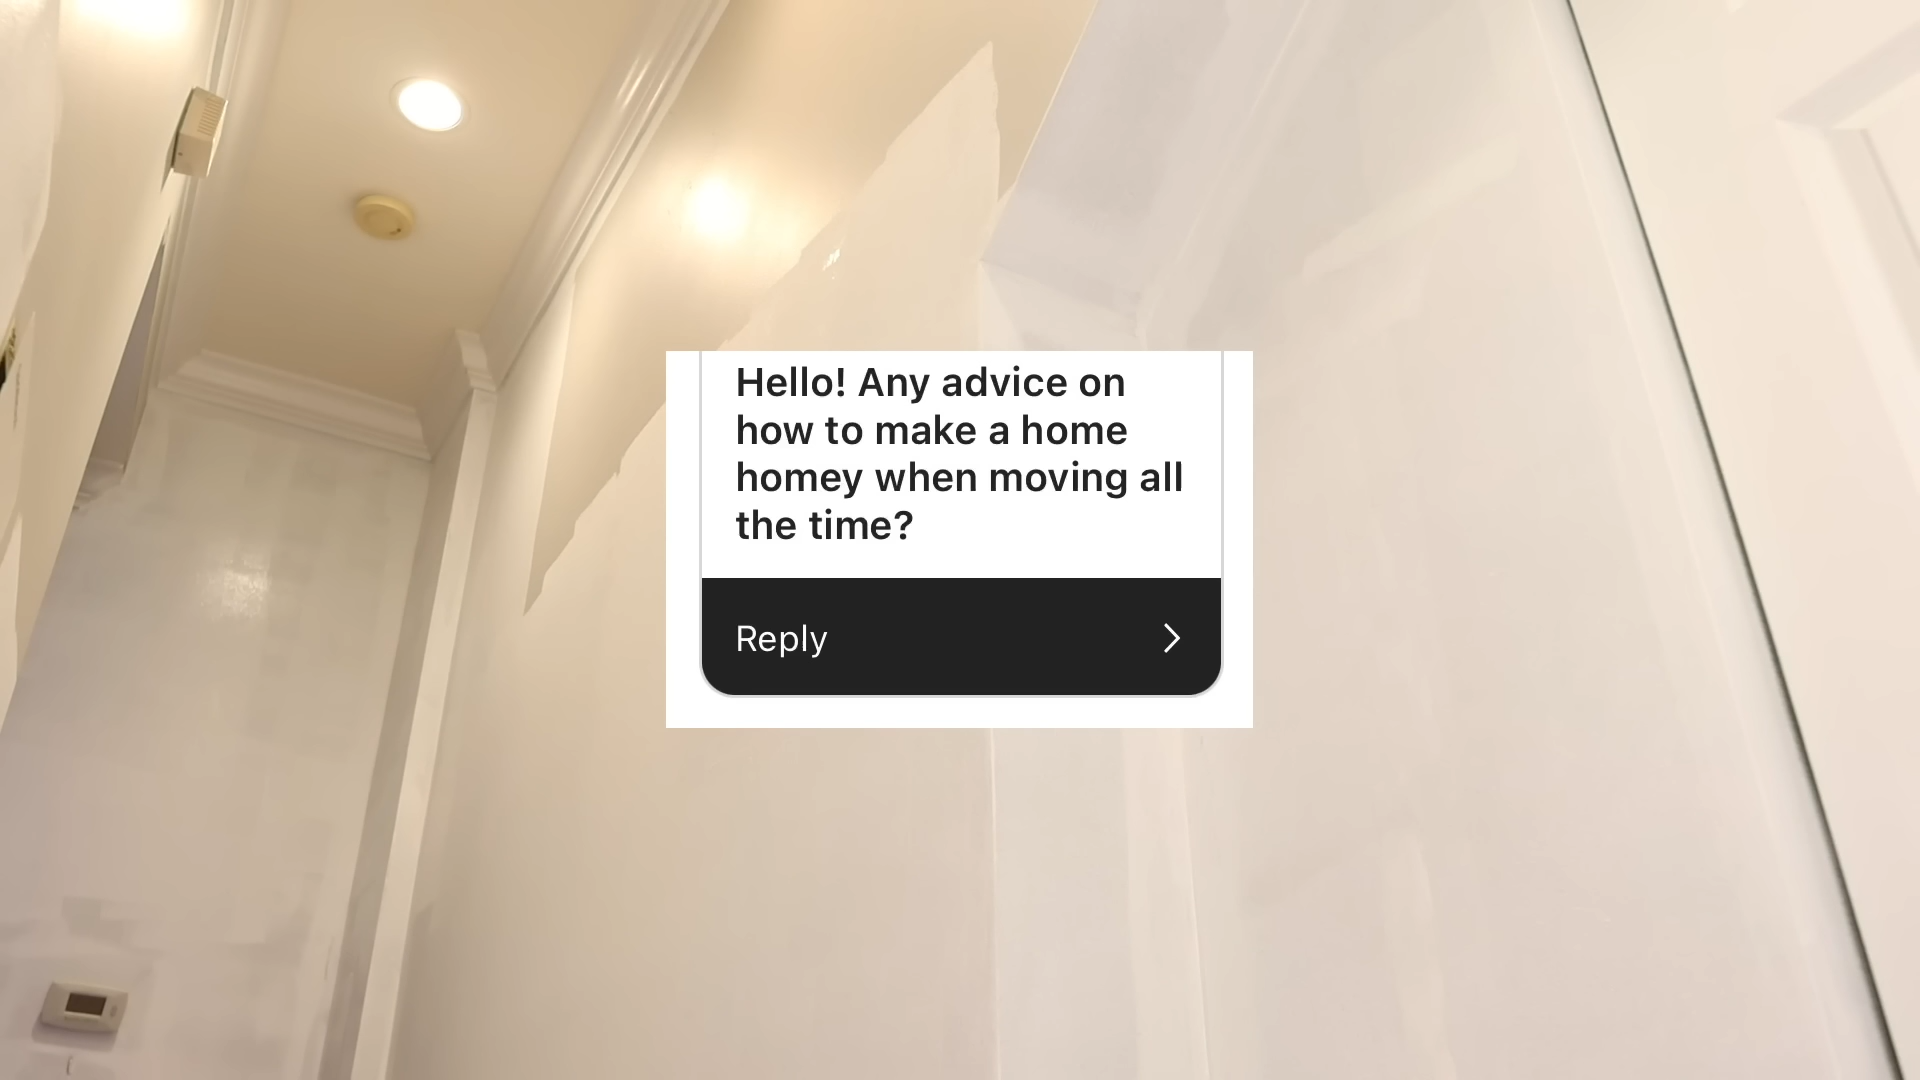 Hello! Any advice on
how to make a home
homey when moving all
the time?
Reply